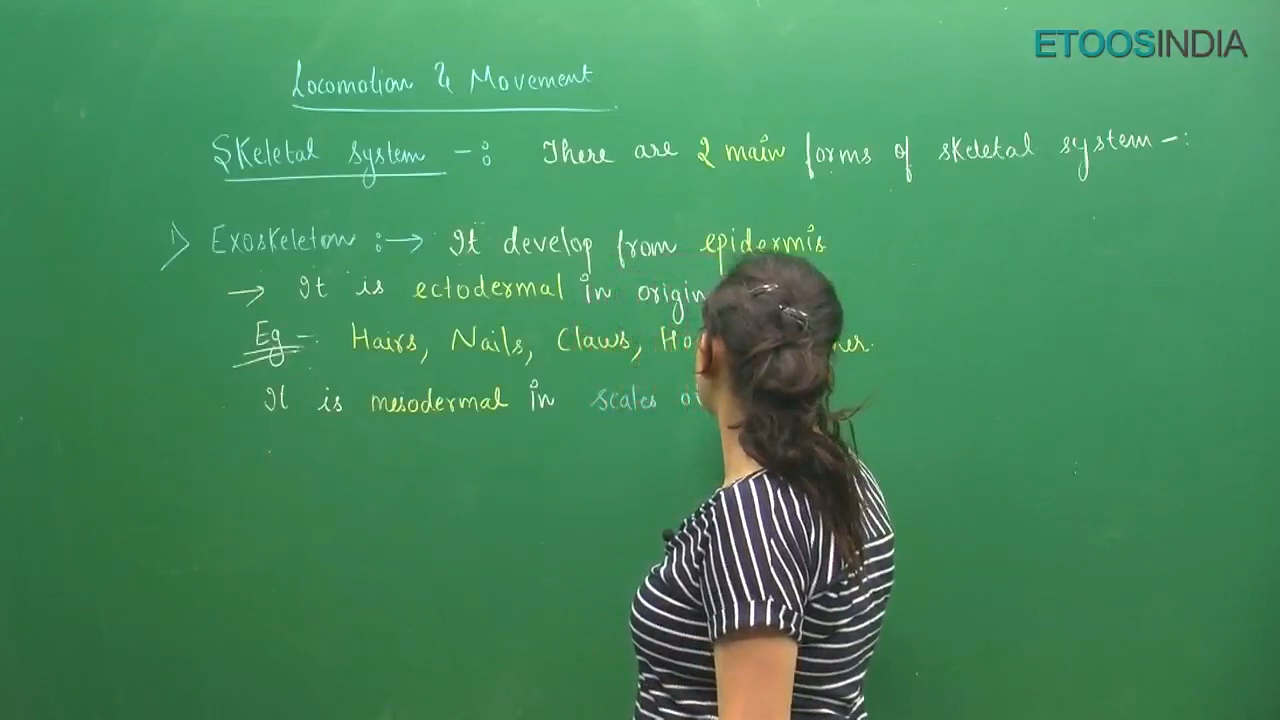 ETOOSINDIA
Locomotion & Movement
Skeletal system -: There are 2 main forms of skeletal system -:
1) Exoskeleton :→ It develop from epidermis
→ It is ectodermal in origin
Eg -: Hairs, Nails, Claws,
It is mesodermal in scales